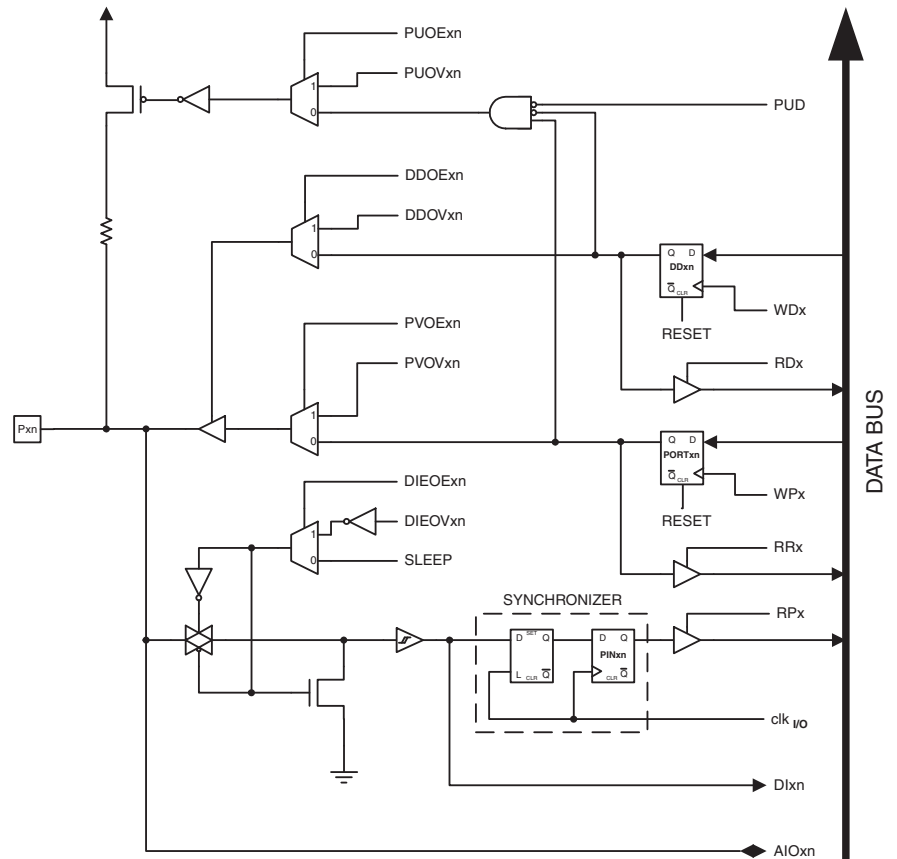 PUOExn
PUOVxn
1
0
PUD
DDOExn
DDOVxn
1
0
Q D
DDxn
Q CLR
WDx
RESET
PVOExn
PVOVxn
RDx
1
0
Pxn
DATA BUS
Q D
PORTxn
Q CLR
WPx
RESET
DIEOExn
DIEOVxn
1
0
SLEEP
RRx
SYNCHRONIZER
RPx
D SET Q
L CLR Q
D Q
PINxn
CLR Q
clk I/O
DIxn
AIOxn